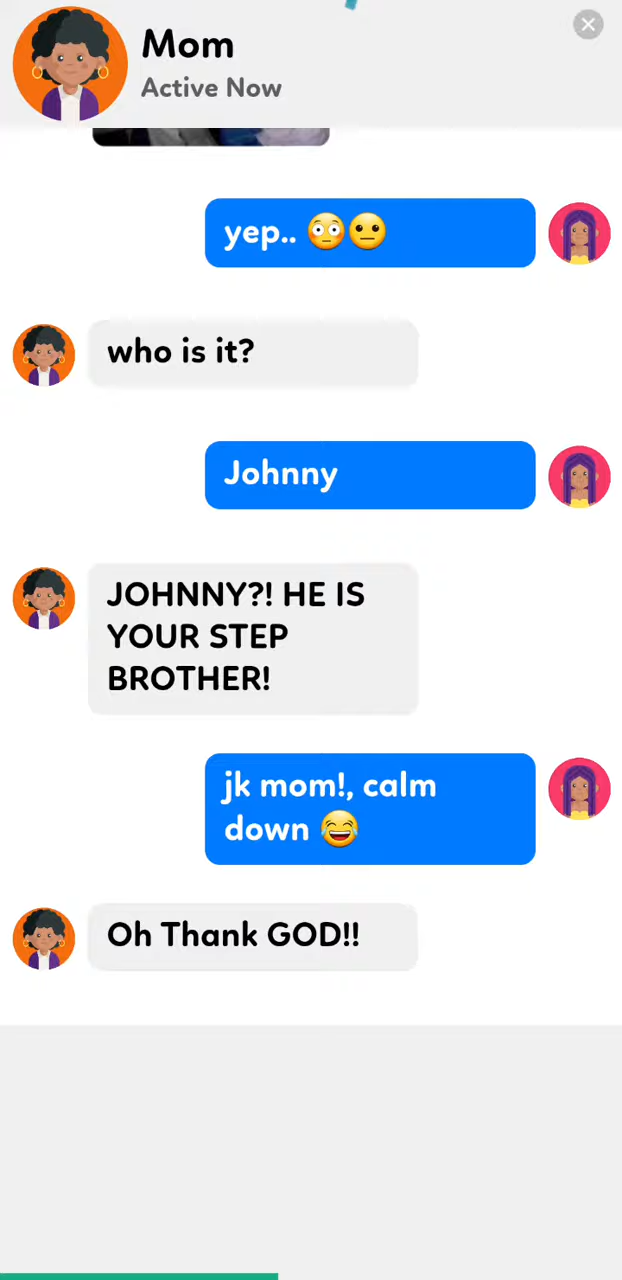 Mom
Active Now
yep.. 😳😐
who is it?
Johnny
JOHNNY?! HE IS
YOUR STEP
BROTHER!
jk mom!, calm
down 😂
Oh Thank GOD!!